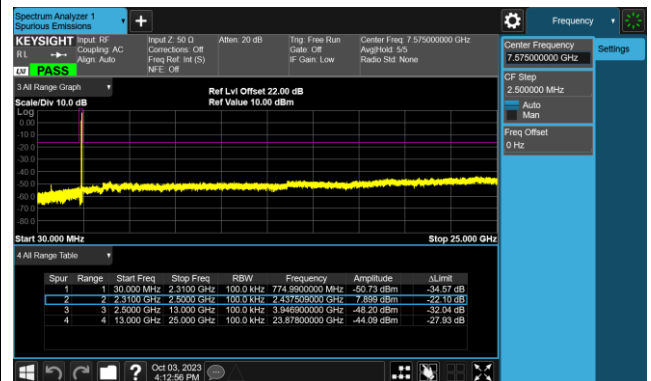 Spectrum Analyzer 1
Spurious Emissions
Frequency
KEYSIGHT
Input: RF
Input Z: 50 Ω
Atten: 20 dB
Trig: Free Run
Center Freq: 7.575000000 GHz
RL
Coupling: AC
Corrections: Off
Gate: Off
Avg|Hold: 5/5
Align: Auto
Freq Ref: Int (S)
IF Gain: Low
Radio Std: None
LXI
PASS
NFE: Off
Center Frequency
7.575000000 GHz
Settings
CF Step
2.500000 MHz
Auto
Man
Freq Offset
0 Hz
3 All Range Graph
Ref Lvl Offset 22.00 dB
Scale/Div 10.0 dB
Ref Value 10.00 dBm
Log
0.00
-10.0
-20.0
-30.0
-40.0
-50.0
-60.0
-70.0
-80.0
Start 30.000 MHz
Stop 25.000 GHz
4 All Range Table
Spur Range Start Freq Stop Freq RBW Frequency Amplitude ΔLimit
1 1 30.000 MHz 2.3100 GHz 100.0 kHz 774.9900000 MHz -50.73 dBm -34.57 dB
2 2 2.3100 GHz 2.5000 GHz 100.0 kHz 2.437509000 GHz 7.899 dBm -22.10 dB
3 3 2.5000 GHz 13.000 GHz 100.0 kHz 3.946900000 GHz -48.20 dBm -32.04 dB
4 4 13.000 GHz 25.000 GHz 100.0 kHz 23.87800000 GHz -44.09 dBm -27.93 dB
Oct 03, 2023
4:12:56 PM